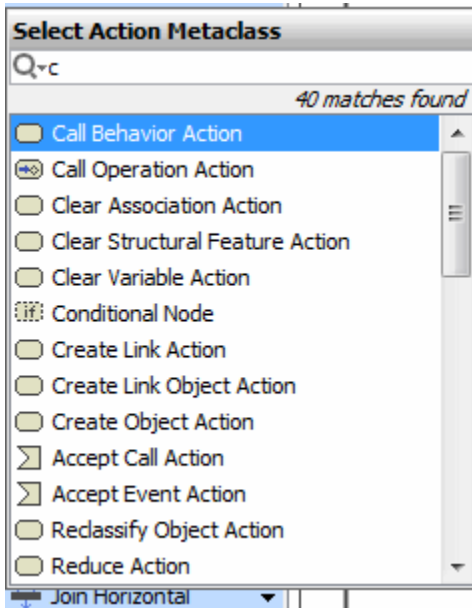 Select Action Metaclass
c
40 matches found
Call Behavior Action
Call Operation Action
Clear Association Action
Clear Structural Feature Action
Clear Variable Action
if Conditional Node
Create Link Action
Create Link Object Action
Create Object Action
Accept Call Action
Accept Event Action
Reclassify Object Action
Reduce Action
Join Horizontal